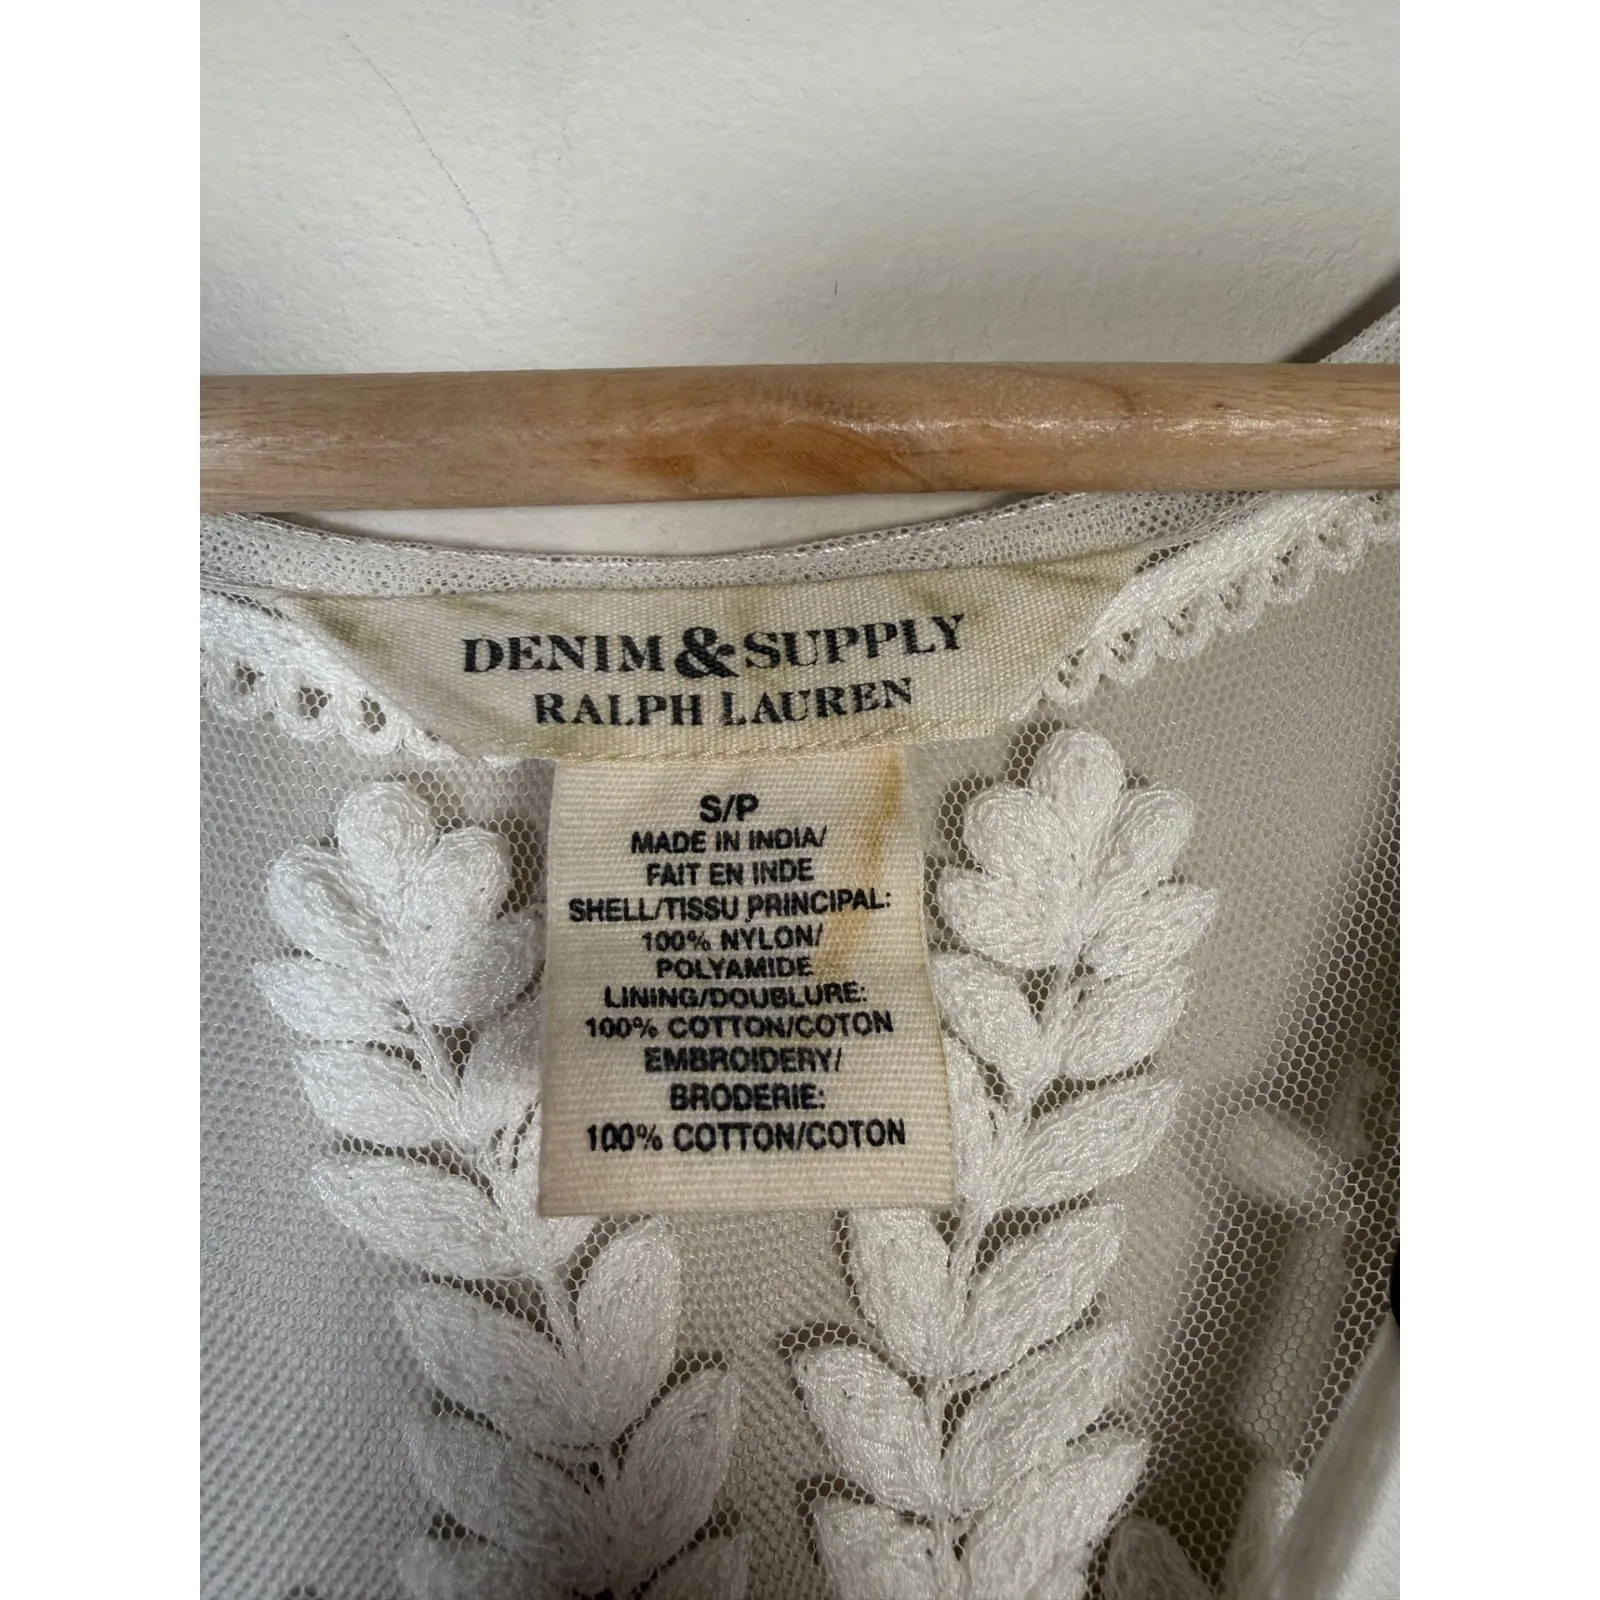 DENIM & SUPPLY
RALPH LAUREN
S/P
MADE IN INDIA/
FAIT EN INDE
SHELL/TISSU PRINCIPAL:
100% NYLON/
POLYAMIDE
LINING/DOUBLURE:
100% COTTON/COTON
EMBROIDERY/
BRODERIE:
100% COTTON/COTON